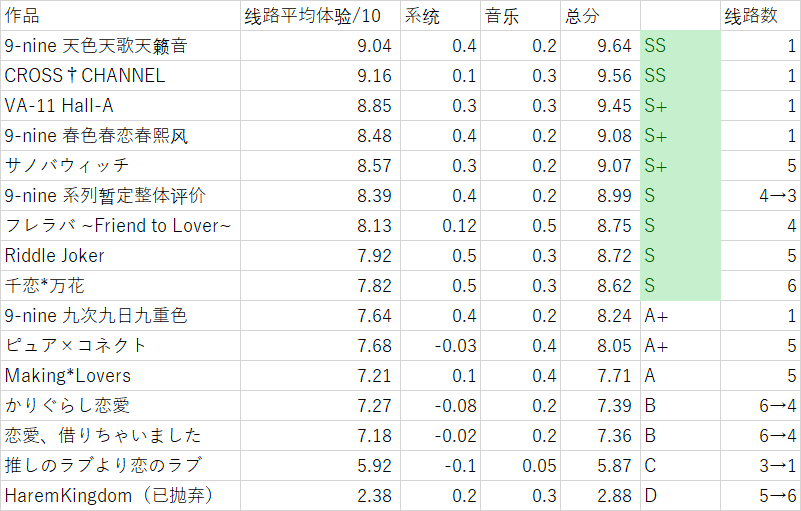 作品 线路平均体验/10 系统 音乐 总分 线路数
9-nine 天色天歌天籁音 9.04 0.4 0.2 9.64 SS 1
CROSS†CHANNEL 9.16 0.1 0.3 9.56 SS 1
VA-11 Hall-A 8.85 0.3 0.3 9.45 S+ 1
9-nine 春色春恋春熙风 8.48 0.4 0.2 9.08 S+ 1
サノバウィッチ 8.57 0.3 0.2 9.07 S+ 5
9-nine 系列暂定整体评价 8.39 0.4 0.2 8.99 S 4→3
フレラバ ~Friend to Lover~ 8.13 0.12 0.5 8.75 S 4
Riddle Joker 7.92 0.5 0.3 8.72 S 5
千恋*万花 7.82 0.5 0.3 8.62 S 6
9-nine 九次九日九重色 7.64 0.4 0.2 8.24 A+ 1
ピュア×コネクト 7.68 -0.03 0.4 8.05 A+ 5
Making*Lovers 7.21 0.1 0.4 7.71 A 5
かりぐらし恋愛 7.27 -0.08 0.2 7.39 B 6→4
恋愛、借りちゃいました 7.18 -0.02 0.2 7.36 B 6→4
推しのラブより恋のラブ 5.92 -0.1 0.05 5.87 C 3→1
HaremKingdom（已抛弃） 2.38 0.2 0.3 2.88 D 5→6